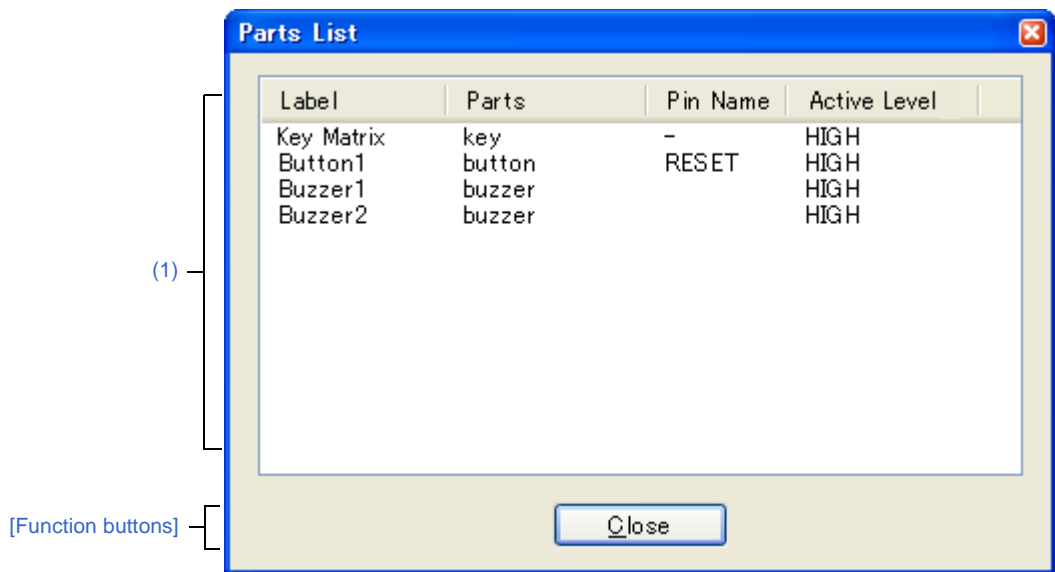 Parts List
Label Parts Pin Name Active Level
Key Matrix key - HIGH
Button1 button RESET HIGH
Buzzer1 buzzer HIGH
Buzzer2 buzzer HIGH
(1)
[Function buttons]
Close